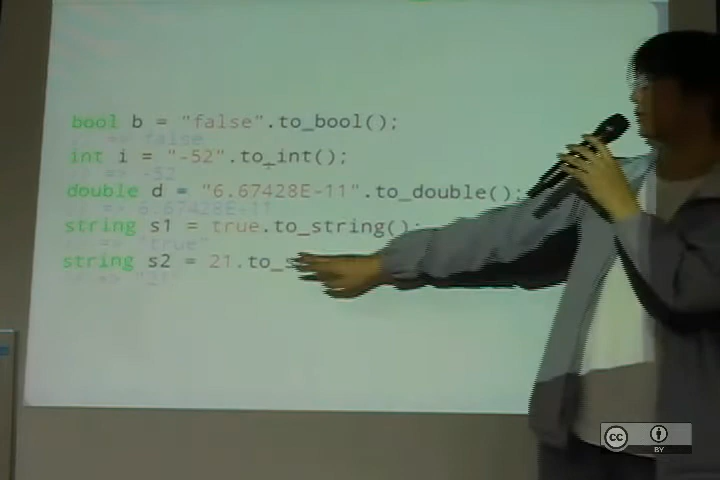 bool b = "false".to_bool();
// => false
int i = "-52".to_int();
// => -52
double d = "6.67428E-11".to_double();
// => 6.67428E-11
string s1 = true.to_string();
// => "true"
string s2 = 21.to_
// => "21"
cc
BY